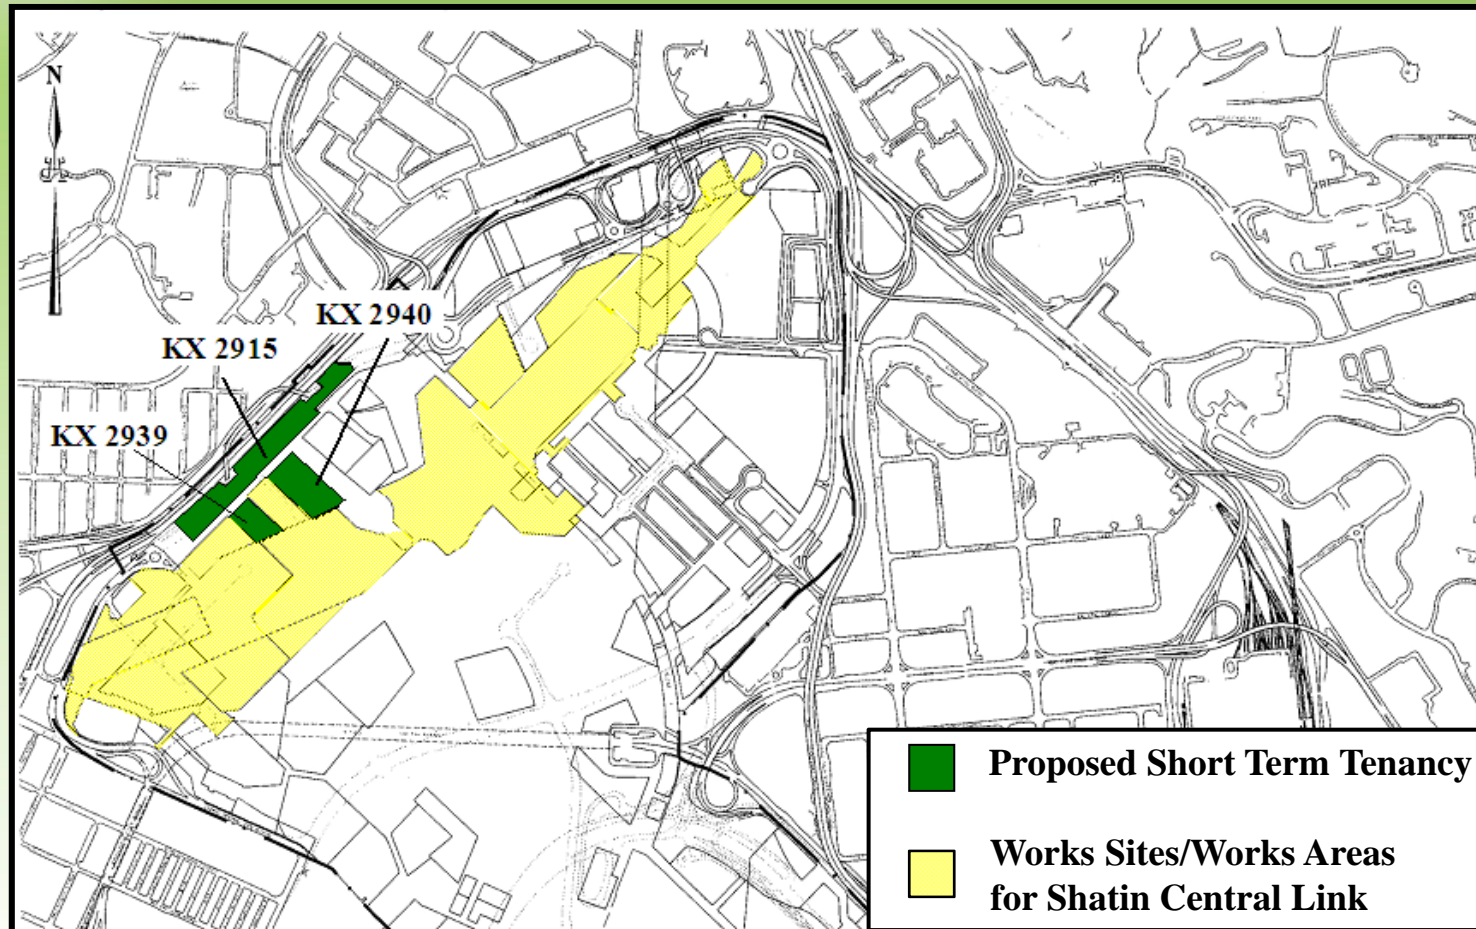 N
KX 2940
KX 2915
KX 2939
Proposed Short Term Tenancy
Works Sites/Works Areas
for Shatin Central Link